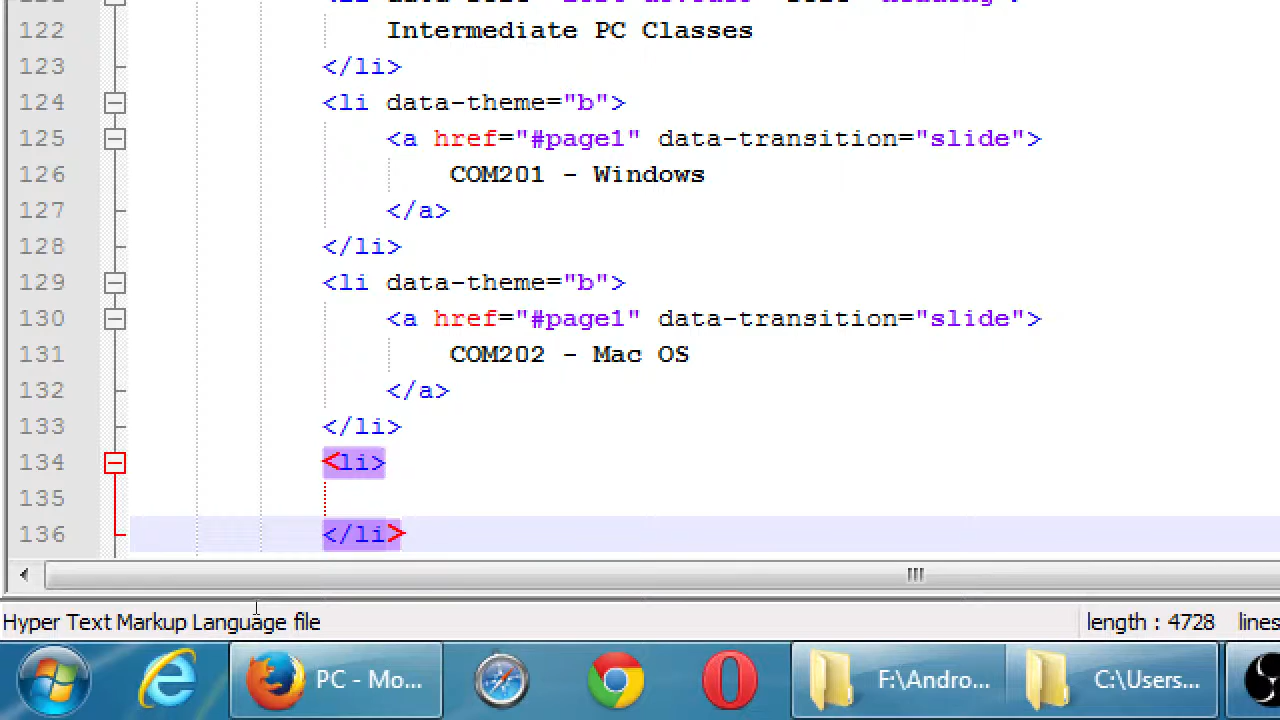 122 Intermediate PC Classes
123 </li>
124 <li data-theme="b">
125 <a href="#page1" data-transition="slide">
126 COM201 - Windows
127 </a>
128 </li>
129 <li data-theme="b">
130 <a href="#page1" data-transition="slide">
131 COM202 - Mac OS
132 </a>
133 </li>
134 <li>
135
136 </li>
Hyper Text Markup Language file length : 4728 lines
PC - Mo... F:\Andro... C:\Users...